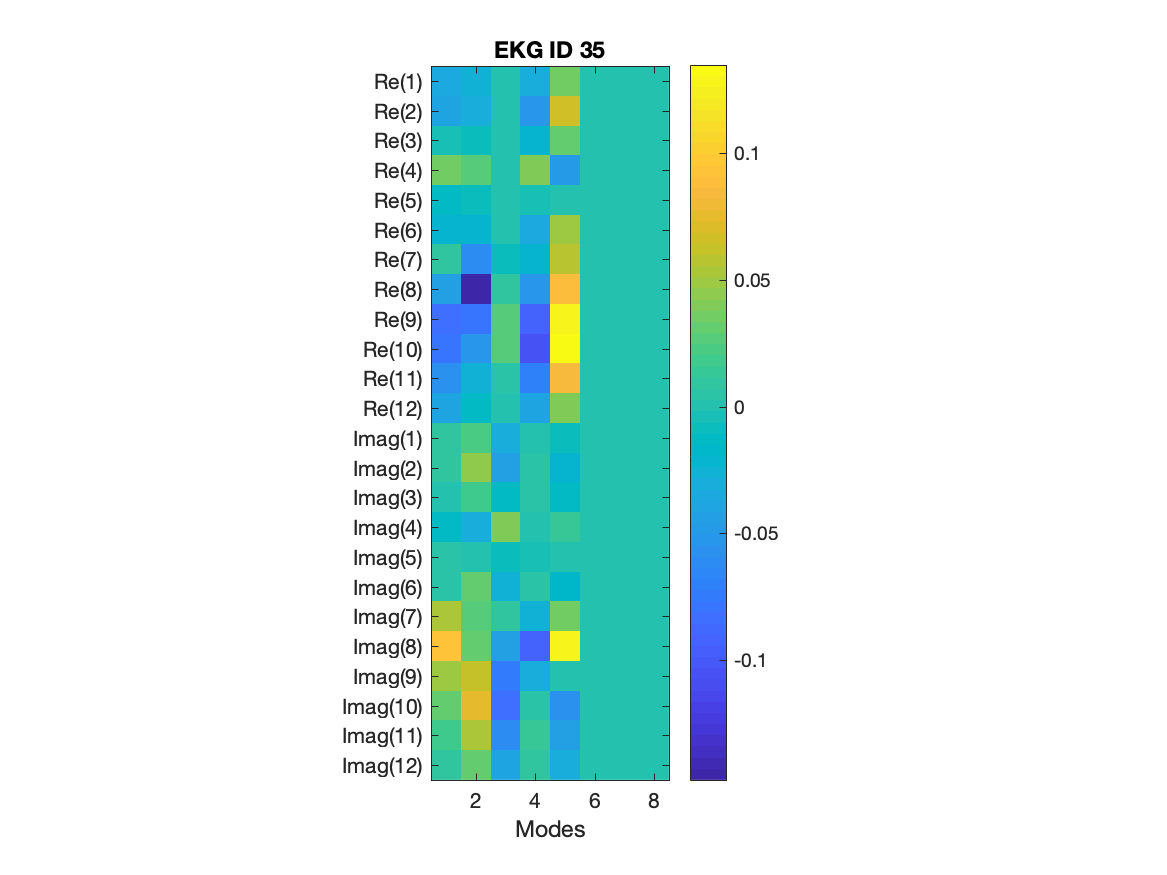 EKG ID 35
Re(1)
Re(2)
Re(3)
Re(4)
Re(5)
Re(6)
Re(7)
Re(8)
Re(9)
Re(10)
Re(11)
Re(12)
Imag(1)
Imag(2)
Imag(3)
Imag(4)
Imag(5)
Imag(6)
Imag(7)
Imag(8)
Imag(9)
Imag(10)
Imag(11)
Imag(12)
2 4 6 8
Modes
0.1
0.05
0
-0.05
-0.1